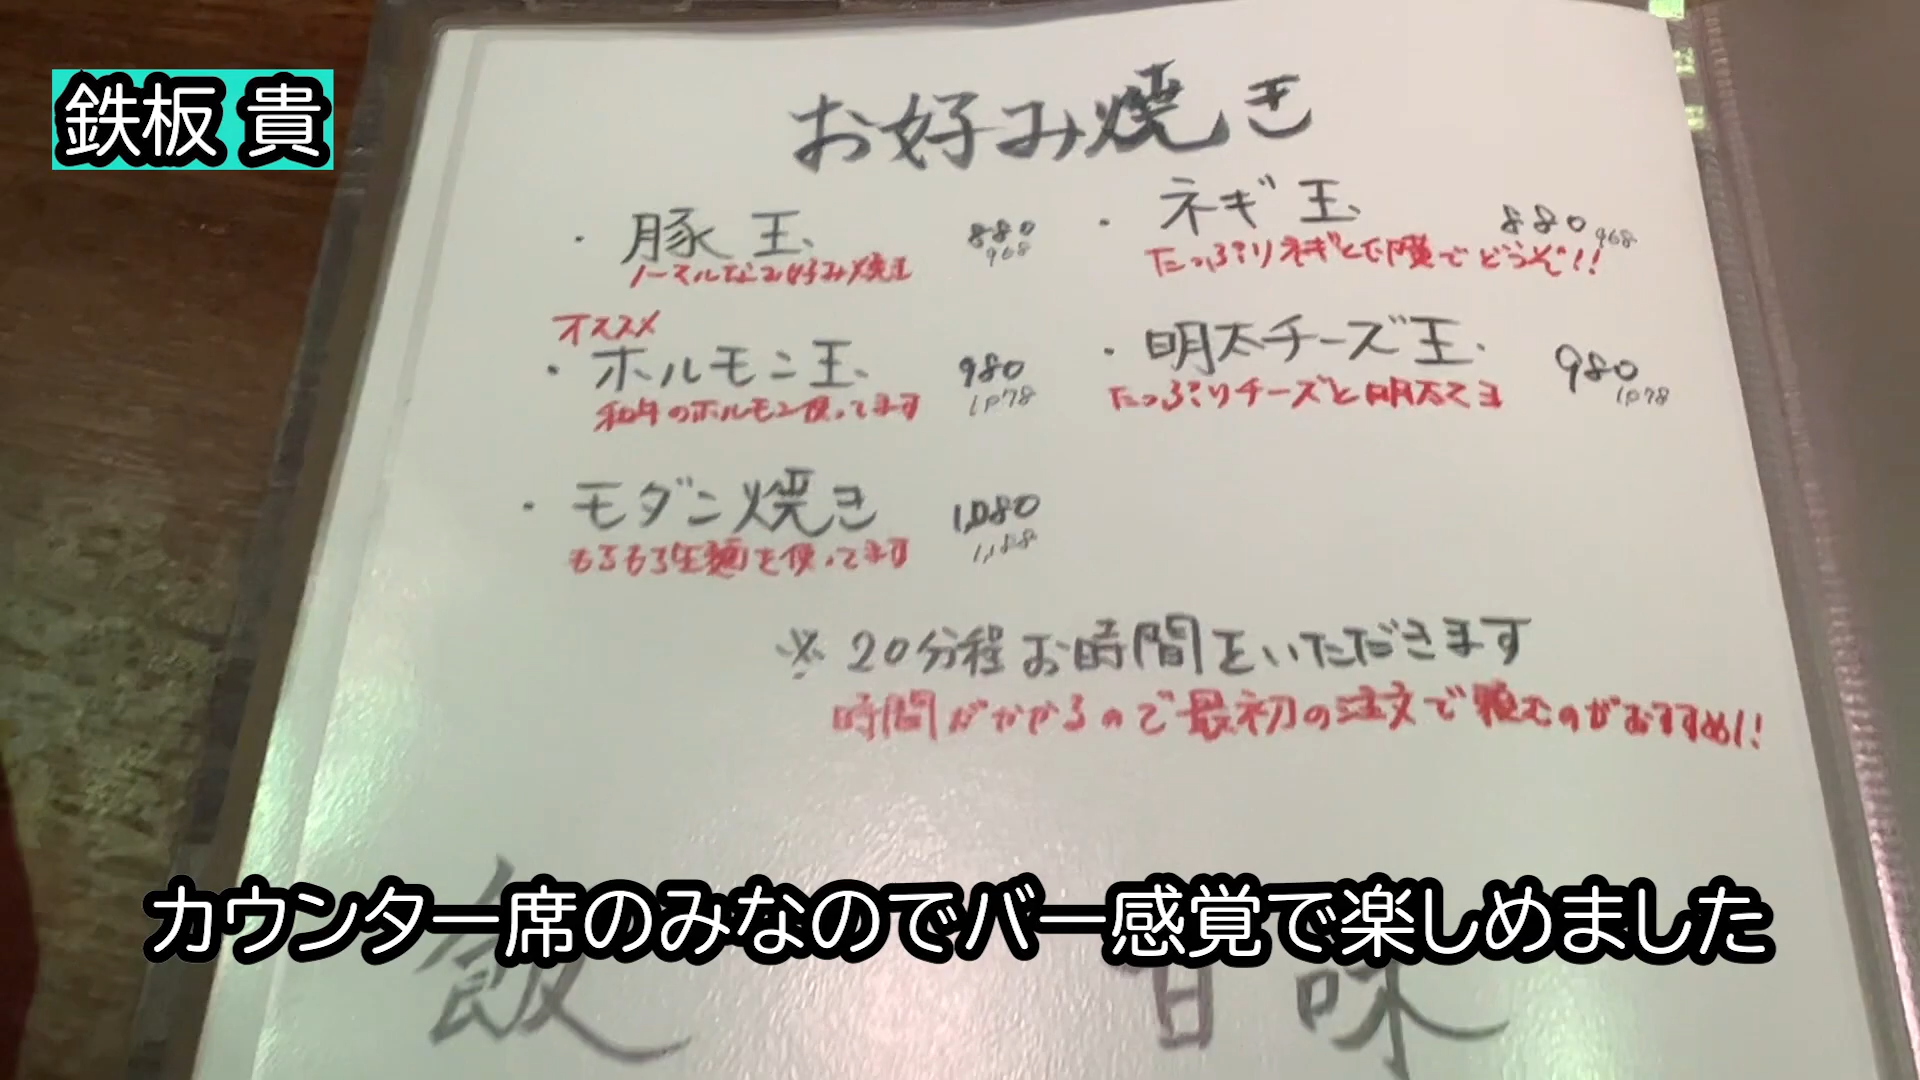 鉄板 貴
お好み焼き
・豚玉 880
968
ノーマルなお好み焼き
・ネギ玉 880
968
たっぷりネギと
でどうぞ!!
オススメ
・ホルモン玉 980
1078
和牛のホルモン使ってます
・明太チーズ玉 980
1078
たっぷりチーズと明太マヨ
・モダン焼き 1,080
1,188
もちもち生麺を使ってます
※20分程お時間をいただきます
時間がかかるので最初の注文で頼むのがおすすめ!!
カウンター席のみなのでバー感覚で楽しめました
飯 甘味